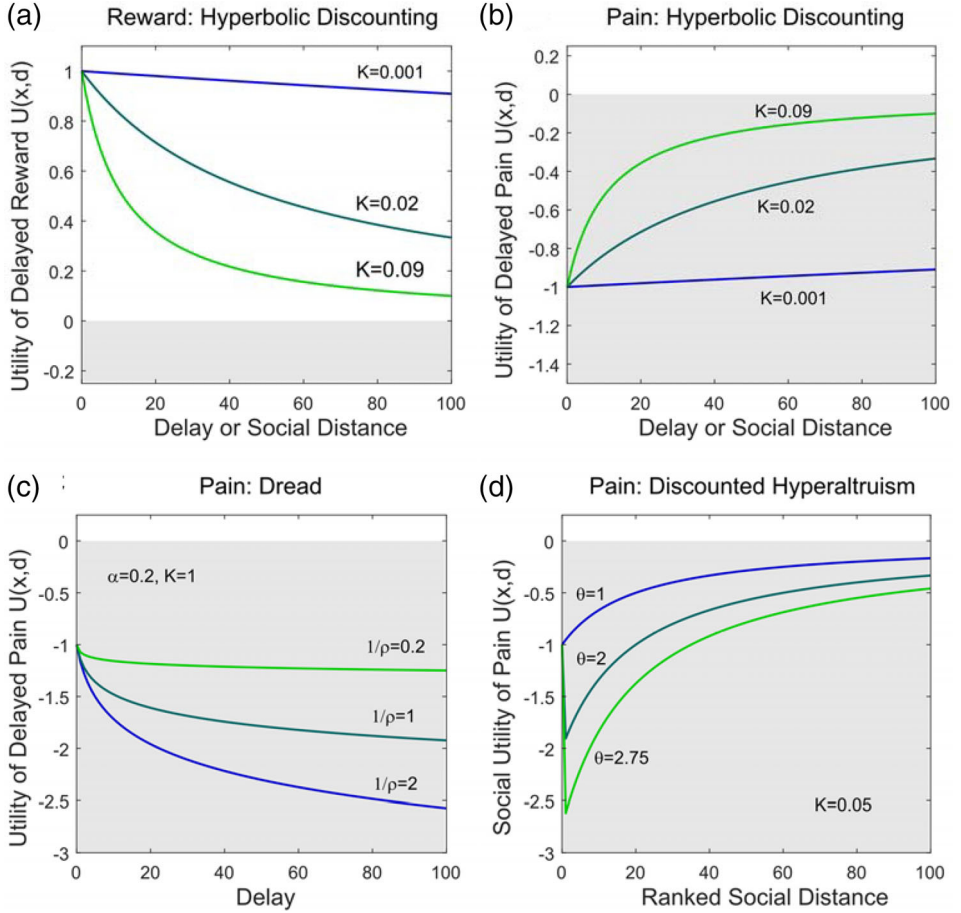 (a)
Reward: Hyperbolic Discounting
Utility of Delayed Reward U(x,d)
1
0.8
0.6
0.4
0.2
0
-0.2
K=0.001
K=0.02
K=0.09
0 20 40 60 80 100
Delay or Social Distance
(b)
Pain: Hyperbolic Discounting
Utility of Delayed Pain U(x,d)
0.2
0
-0.2
-0.4
-0.6
-0.8
-1
-1.2
-1.4
K=0.09
K=0.02
K=0.001
0 20 40 60 80 100
Delay or Social Distance
(c)
;
Pain: Dread
Utility of Delayed Pain U(x,d)
0
-0.5
-1
-1.5
-2
-2.5
-3
α=0.2, K=1
1/ρ=0.2
1/ρ=1
1/ρ=2
0 20 40 60 80 100
Delay
(d)
Pain: Discounted Hyperaltruism
Social Utility of Pain U(x,d)
0
-0.5
-1
-1.5
-2
-2.5
-3
θ=1
θ=2
θ=2.75
K=0.05
0 20 40 60 80 100
Ranked Social Distance